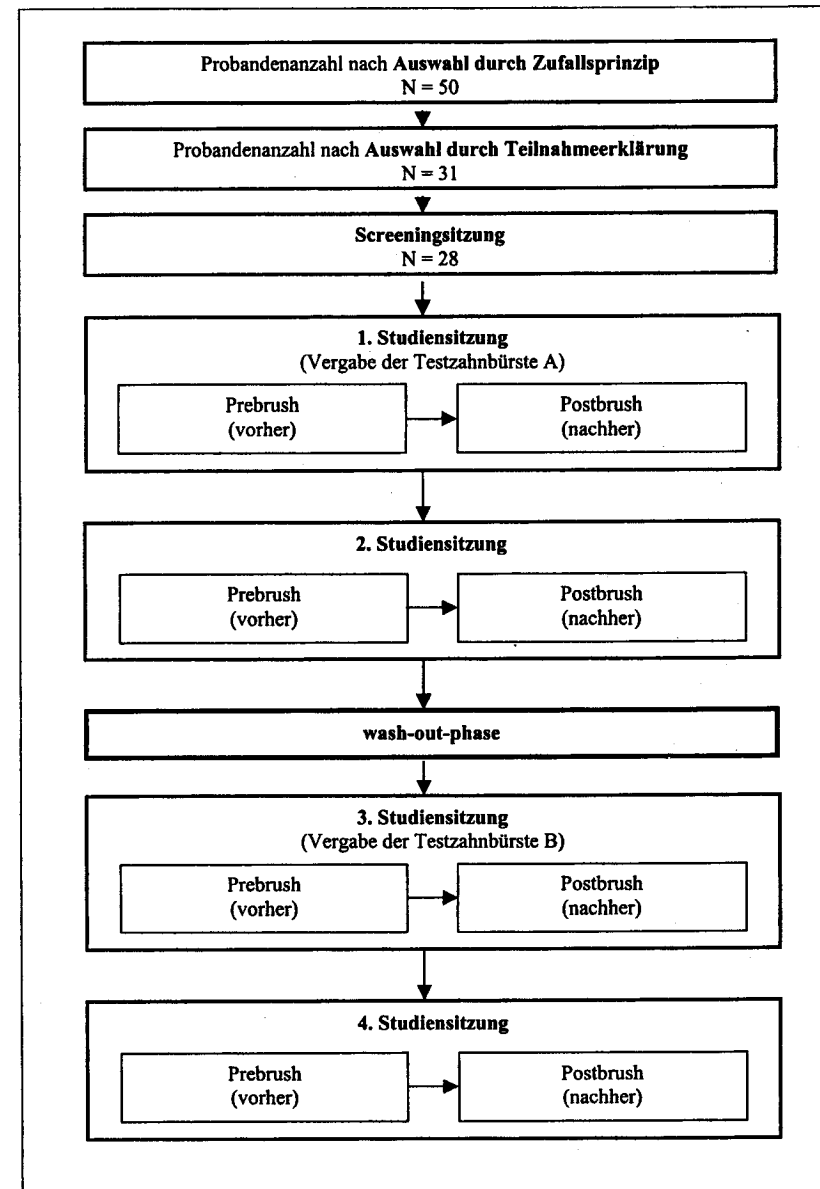 Probandenanzahl nach Auswahl durch Zufallsprinzip
N = 50
Probandenanzahl nach Auswahl durch Teilnahmeerklärung
N = 31
Screeningsitzung
N = 28
1. Studiensitzung
(Vergabe der Testzahnbürste A)
Prebrush
(vorher)
Postbrush
(nachher)
2. Studiensitzung
Prebrush
(vorher)
Postbrush
(nachher)
wash-out-phase
3. Studiensitzung
(Vergabe der Testzahnbürste B)
Prebrush
(vorher)
Postbrush
(nachher)
4. Studiensitzung
Prebrush
(vorher)
Postbrush
(nachher)